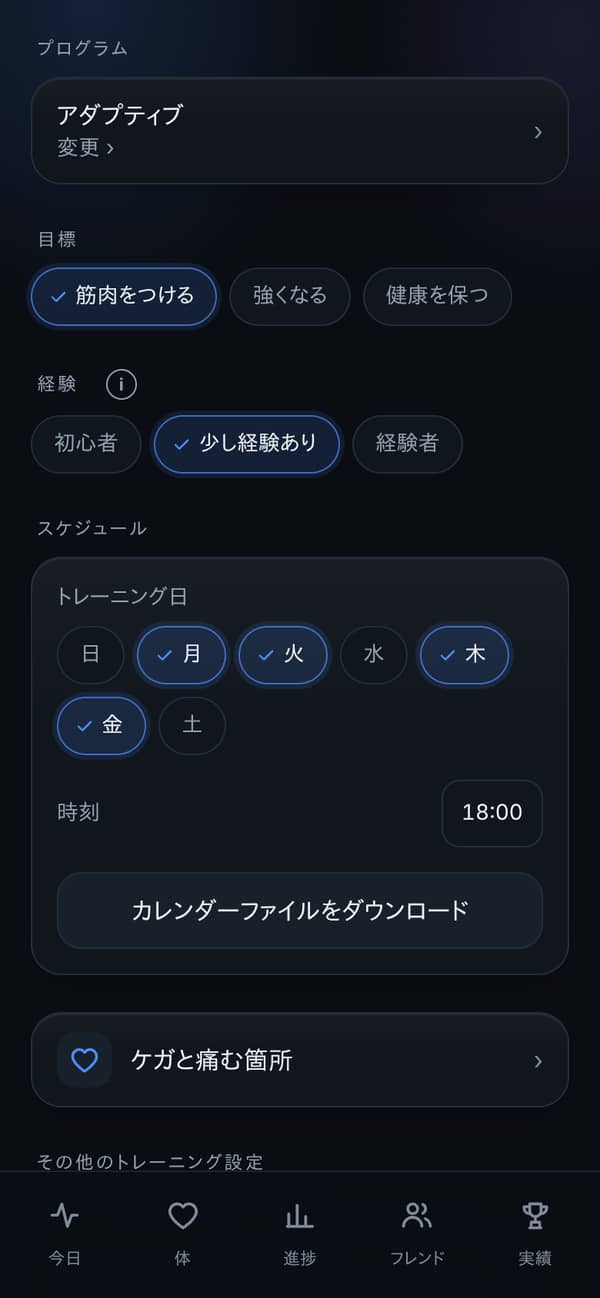 プログラム
アダプティブ
変更 ›
目標
筋肉をつける 強くなる 健康を保つ
経験
初心者 少し経験あり 経験者
スケジュール
トレーニング日
日 月 火 水 木
金 土
時刻 18:00
カレンダーファイルをダウンロード
ケガと痛む箇所
その他のトレーニング設定
今日 体 進捗 フレンド 実績